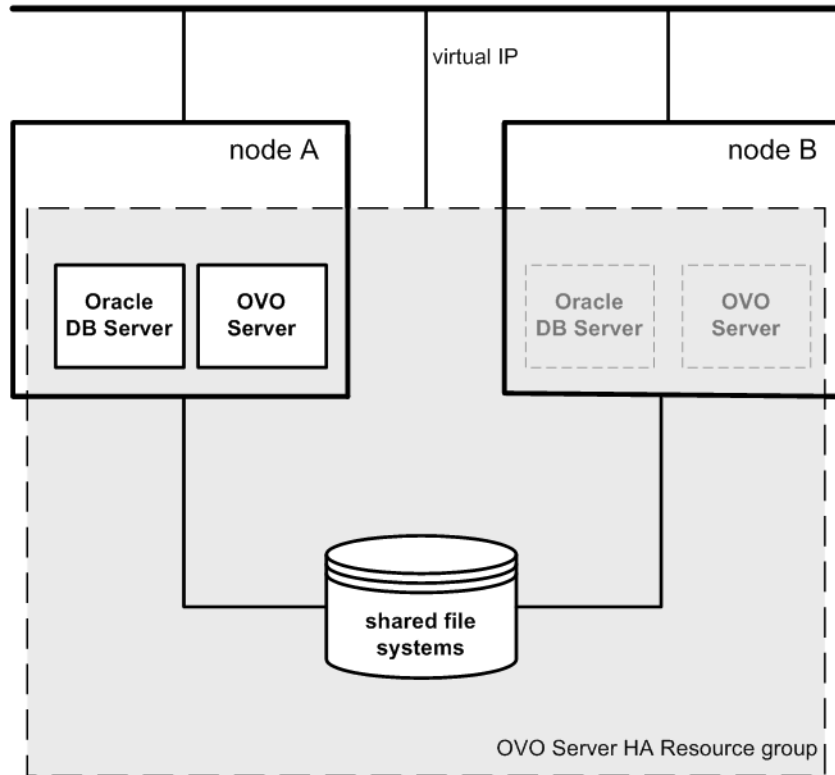 virtual IP
node A
node B
Oracle
DB Server
OVO
Server
Oracle
DB Server
OVO
Server
shared file
systems
OVO Server HA Resource group